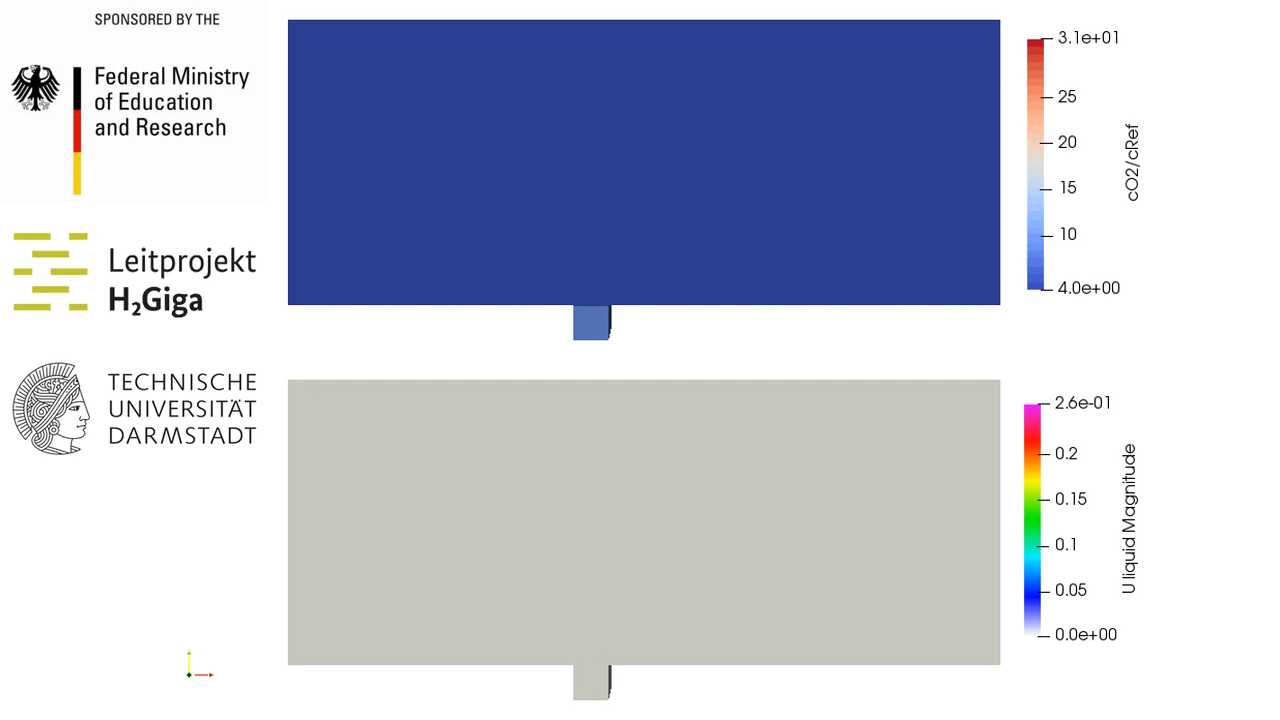 SPONSORED BY THE
Federal Ministry
of Education
and Research
Leitprojekt
H₂Giga
TECHNISCHE
UNIVERSITÄT
DARMSTADT
3.1e+01
25
20
15
10
4.0e+00
cO2/cRef
2.6e-01
0.2
0.15
0.1
0.05
0.0e+00
U liquid Magnitude